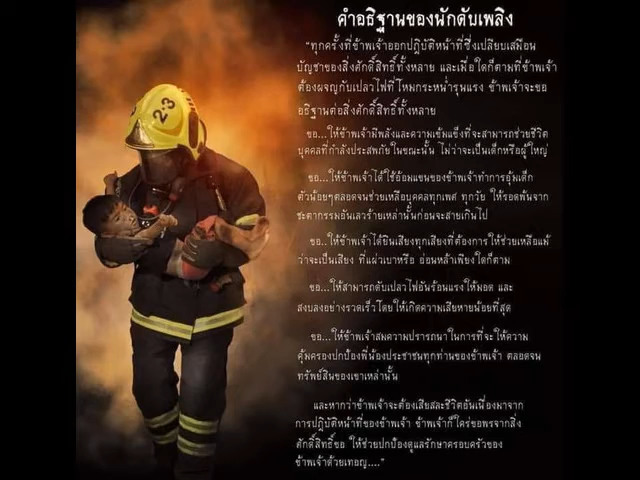 คำอธิฐานของนักดับเพลิง
"ทุกครั้งที่ข้าพเจ้าออกปฏิบัติหน้าที่ซึ่งเปรียบเสมือน
บัญชาของสิ่งศักดิ์สิทธิ์ทั้งหลาย และเมื่อใดก็ตามที่ข้าพเจ้า
ต้องผจญกับเปลวไฟที่โหมกระหน่ำรุนแรง ข้าพเจ้าจะขอ
อธิฐานต่อสิ่งศักดิ์สิทธิ์ทั้งหลาย
ขอ...ให้ข้าพเจ้ามีพลังและความเข้มแข็งที่จะสามารถช่วยชีวิต
บุคคลที่กำลังประสพภัยในขณะนั้น ไม่ว่าจะเป็นเด็กหรือผู้ใหญ่
ขอ...ให้ข้าพเจ้าได้ใช้อ้อมแขนของข้าพเจ้าทำการอุ้มเด็ก
ตัวน้อยๆตลอดจนช่วยเหลือบุคคลทุกเพศ ทุกวัย ให้รอดพ้นจาก
ชะตากรรมอันเลวร้ายเหล่านั้นก่อนจะสายเกินไป
ขอ...ให้ข้าพเจ้าได้ยินเสียงทุกเสียงที่ต้องการให้ช่วยเหลือแม้
ว่าจะเป็นเสียง ที่แผ่วเบาหรือ อ่อนหล้าเพียงใดก็ตาม
ขอ...ให้สามารถดับเปลวไฟอันร้อนแรงให้มอด และ
สงบลงอย่างรวดเร็วโดยให้เกิดความเสียหายน้อยที่สุด
ขอ...ให้ข้าพเจ้าสมความปรารถนาในการที่จะให้ความ
คุ้มครองปกป้องพี่น้องประชาชนทุกท่านของข้าพเจ้า ตลอดจน
ทรัพย์สินของเขาเหล่านั้น
และหากว่าข้าพเจ้าจะต้องเสียสละชีวิตอันเนื่องมาจาก
การปฏิบัติหน้าที่ของข้าพเจ้า ข้าพเจ้าก็ใคร่ขอพรจากสิ่ง
ศักดิ์สิทธิ์ขอ ให้ช่วยปกป้องดูแลรักษาครอบครัวของ
ข้าพเจ้าด้วยเทอญ...."
2-3